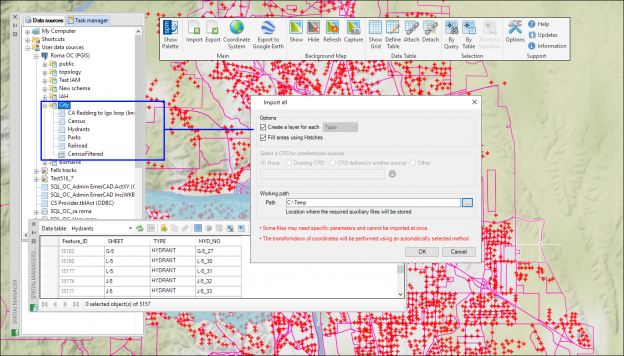 Data sources
Task manager
My Computer
Shortcuts
User data sources
Roma OC (PGIS)
public
topology
Test IAM
New schema
IAH
City
CA Redding to Igo loop (linc
Census
Hydrants
Parks
Railroad
CensusFiltered
Bismarck
Fells tracks
Test516_7
SQL_OC_Admin EmerCAD.ActXY (C
SQL_OC_Admin EmerCAD InciWKB
CS Provider.tblAct (ODBC)
SQL_OC_sa roma
Show Palette
Import
Export
Coordinate System
Export to Google Earth
Main
Show
Hide
Refresh
Capture
Background Map
Show Grid
Define Table
Attach
Detach
Data Table
By Query
By Table
Selection
Options
Help
Updates
Information
Support
Import all
Options
Create a layer for each
Table
Fill areas using Hatches
Select a CRS for unreferenced sources
None
Drawing CRS
CRS defined in another source
Other
Working path
Path
C:\Temp
...
Location where the required auxiliary files will be stored
• Some files may need specific parameters and cannot be imported at once
• The transformation of coordinates will be performed using an automatically selected method
OK
Cancel
Data table
Hydrants
Feature_ID SHEET TYPE HYD_NO
15183 G-5 HYDRANT G-5_27
15180 L-5 HYDRANT L-5_30
15177 L-5 HYDRANT L-5_31
15174 J-5 HYDRANT J-5_32
15171 J-5 HYDRANT J-5_33
0 selected object(s) of 5157
SPATIAL MANAGER